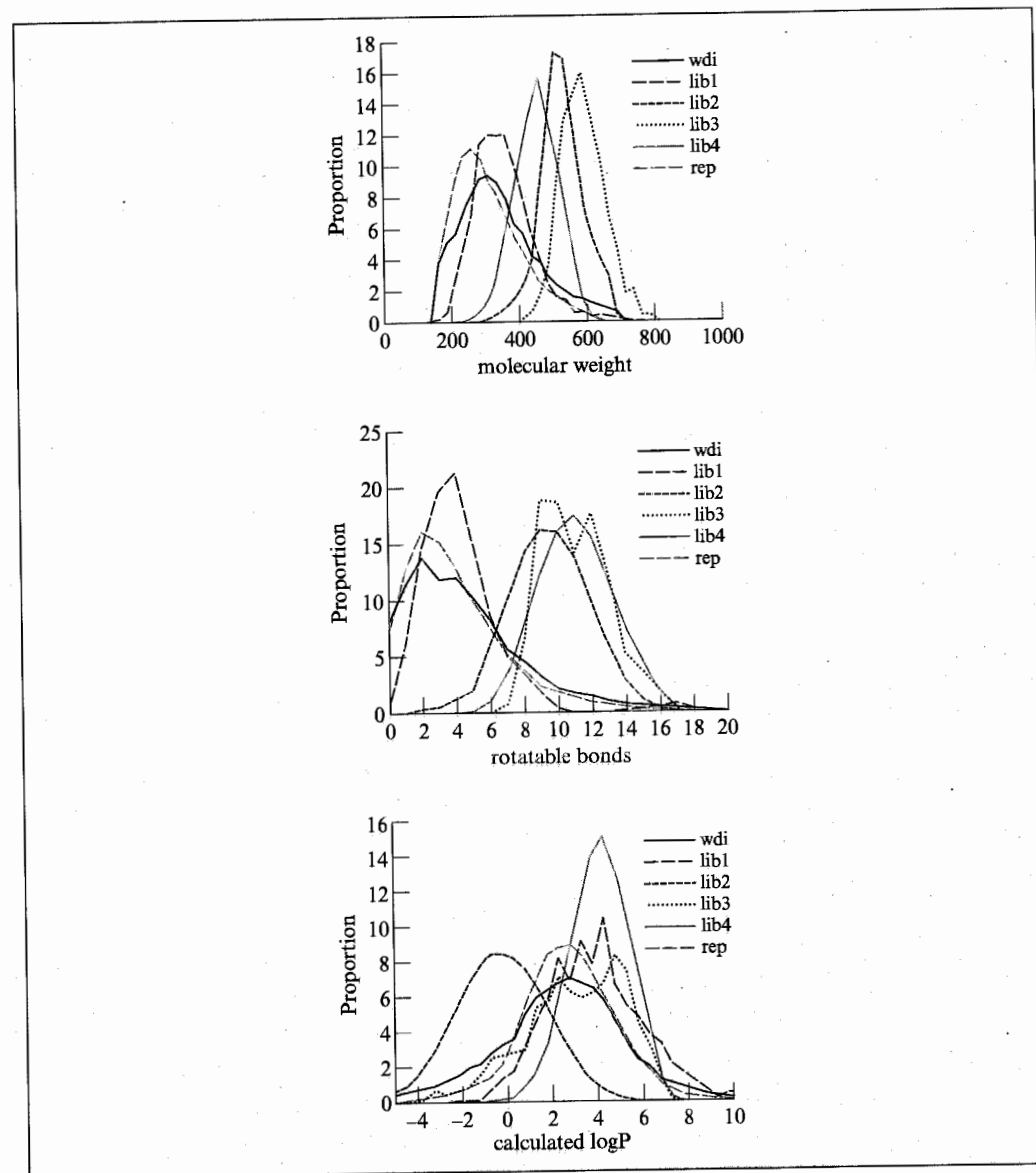 18
16
14
12
10
8
6
4
2
0
Proportion
wdi
lib1
lib2
lib3
lib4
rep
0 200 400 600 800 1000
molecular weight
25
20
15
10
5
0
Proportion
wdi
lib1
lib2
lib3
lib4
rep
0 2 4 6 8 10 12 14 16 18 20
rotatable bonds
16
14
12
10
8
6
4
2
0
Proportion
wdi
lib1
lib2
lib3
lib4
rep
−4 −2 0 2 4 6 8 10
calculated logP